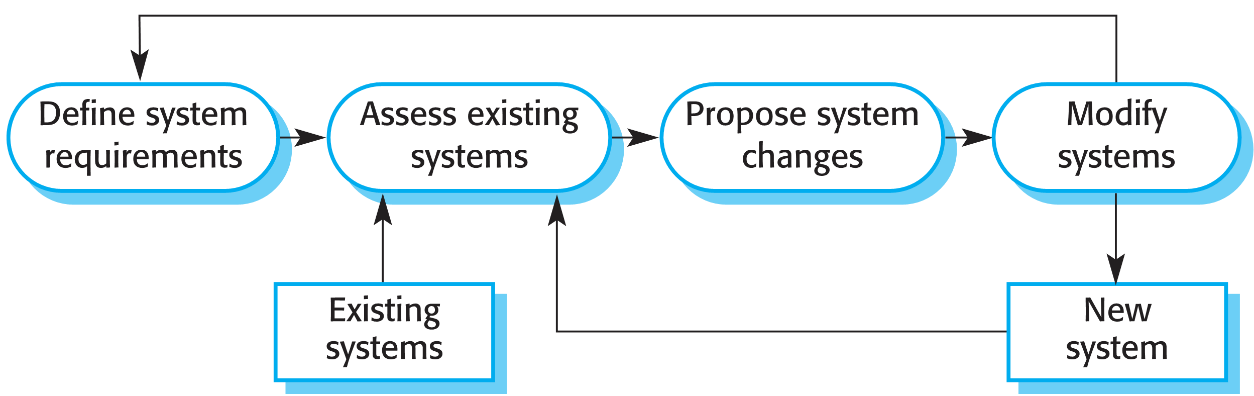 Define system
requirements
Assess existing
systems
Propose system
changes
Modify
systems
Existing
systems
New
system